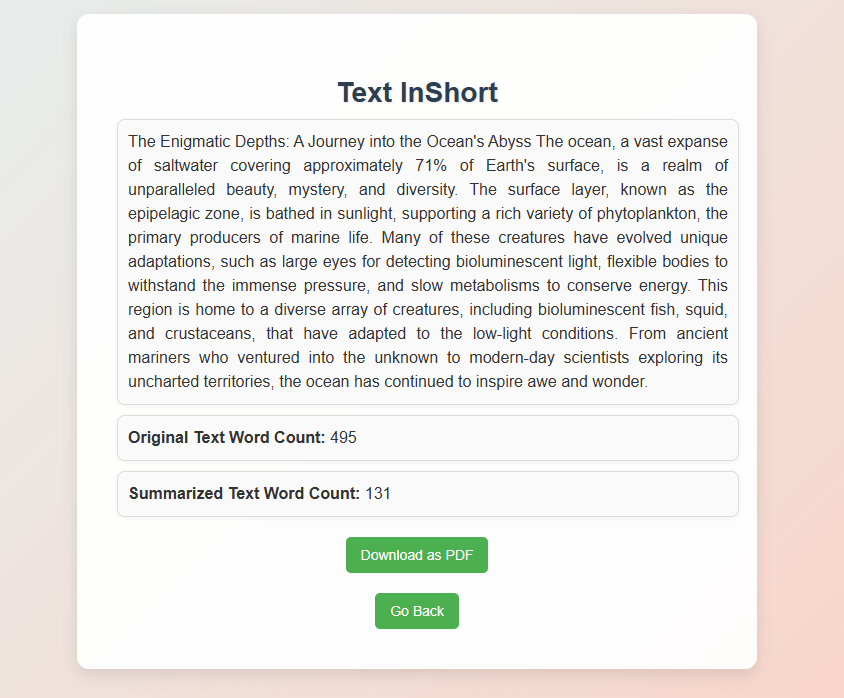 Text InShort
The Enigmatic Depths: A Journey into the Ocean's Abyss The ocean, a vast expanse
of saltwater covering approximately 71% of Earth's surface, is a realm of
unparalleled beauty, mystery, and diversity. The surface layer, known as the
epipelagic zone, is bathed in sunlight, supporting a rich variety of phytoplankton, the
primary producers of marine life. Many of these creatures have evolved unique
adaptations, such as large eyes for detecting bioluminescent light, flexible bodies to
withstand the immense pressure, and slow metabolisms to conserve energy. This
region is home to a diverse array of creatures, including bioluminescent fish, squid,
and crustaceans, that have adapted to the low-light conditions. From ancient
mariners who ventured into the unknown to modern-day scientists exploring its
uncharted territories, the ocean has continued to inspire awe and wonder.
Original Text Word Count: 495
Summarized Text Word Count: 131
Download as PDF
Go Back